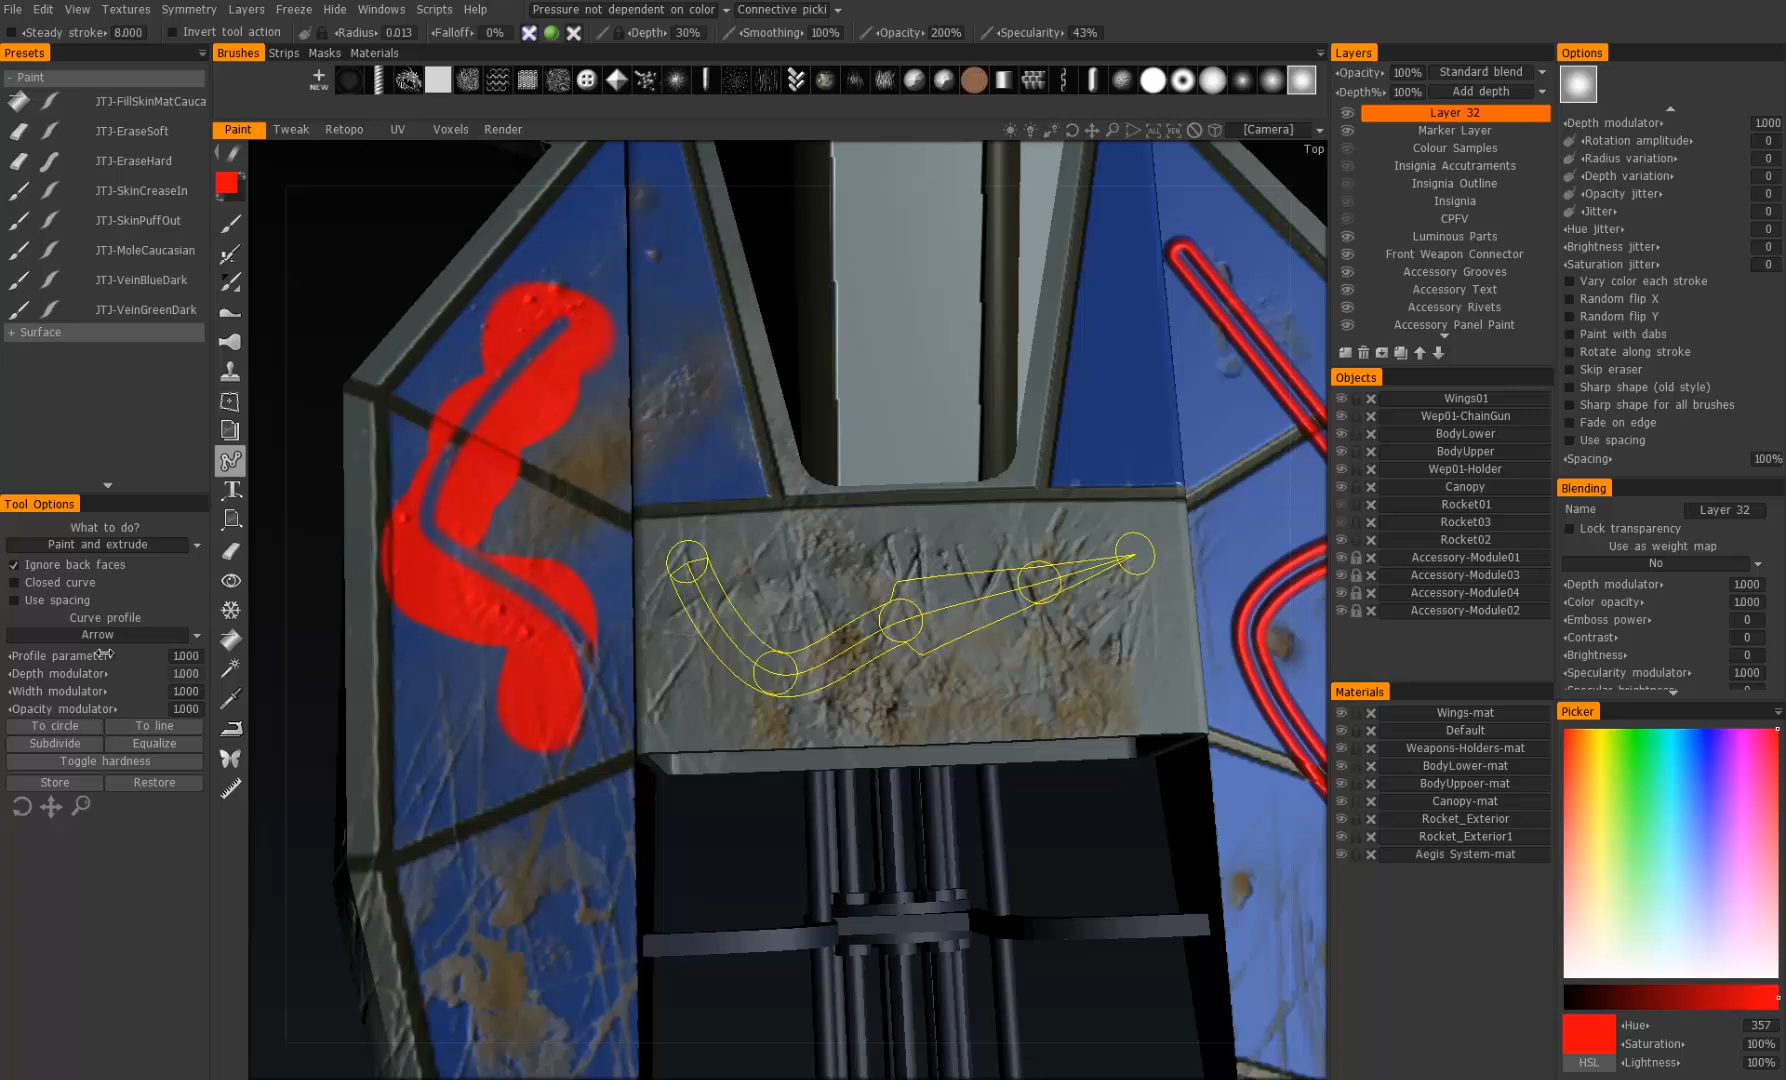 File Edit View Textures Symmetry Layers Freeze Hide Windows Scripts Help Pressure not dependent on color Connective picki
Steady stroke 8.000 Invert tool action Radius 0.013 Falloff 0% Depth 30% Smoothing 100% Opacity 200% Specularity 43%
Presets
- Paint
JTJ-FillSkinMatCauca
JTJ-EraseSoft
JTJ-EraseHard
JTJ-SkinCreaseIn
JTJ-SkinPuffOut
JTJ-MoleCaucasian
JTJ-VeinBlueDark
JTJ-VeinGreenDark
+ Surface
Tool Options
What to do?
Paint and extrude
Ignore back faces
Closed curve
Use spacing
Curve profile
Arrow
Profile parameter 1.000
Depth modulator 1.000
Width modulator 1.000
Opacity modulator 1.000
To circle To line
Subdivide Equalize
Toggle hardness
Store Restore
Brushes Strips Masks Materials
NEW
Paint Tweak Retopo UV Voxels Render [Camera]
Top
Layers
Opacity 100% Standard blend
Depth% 100% Add depth
Layer 32
Marker Layer
Colour Samples
Insignia Accutraments
Insignia Outline
Insignia
CPFV
Luminous Parts
Front Weapon Connector
Accessory Grooves
Accessory Text
Accessory Rivets
Accessory Panel Paint
Objects
Wings01
Wep01-ChainGun
BodyLower
BodyUpper
Wep01-Holder
Canopy
Rocket01
Rocket03
Rocket02
Accessory-Module01
Accessory-Module03
Accessory-Module04
Accessory-Module02
Materials
Wings-mat
Default
Weapons-Holders-mat
BodyLower-mat
BodyUppoer-mat
Canopy-mat
Rocket_Exterior
Rocket_Exterior1
Aegis System-mat
Options
Depth modulator 1.000
Rotation amplitude 0
Radius variation 0
Depth variation 0
Opacity jitter 0
Jitter 0
Hue jitter 0
Brightness jitter 0
Saturation jitter 0
Vary color each stroke
Random flip X
Random flip Y
Paint with dabs
Rotate along stroke
Skip eraser
Sharp shape (old style)
Sharp shape for all brushes
Fade on edge
Use spacing
Spacing 100%
Blending
Name Layer 32
Lock transparency
Use as weight map
No
Depth modulator 1.000
Color opacity 1.000
Emboss power 0
Contrast 0
Brightness 0
Specularity modulator 1.000
Specular brightness 0
Picker
Hue 357
Saturation 100%
HSL Lightness 100%